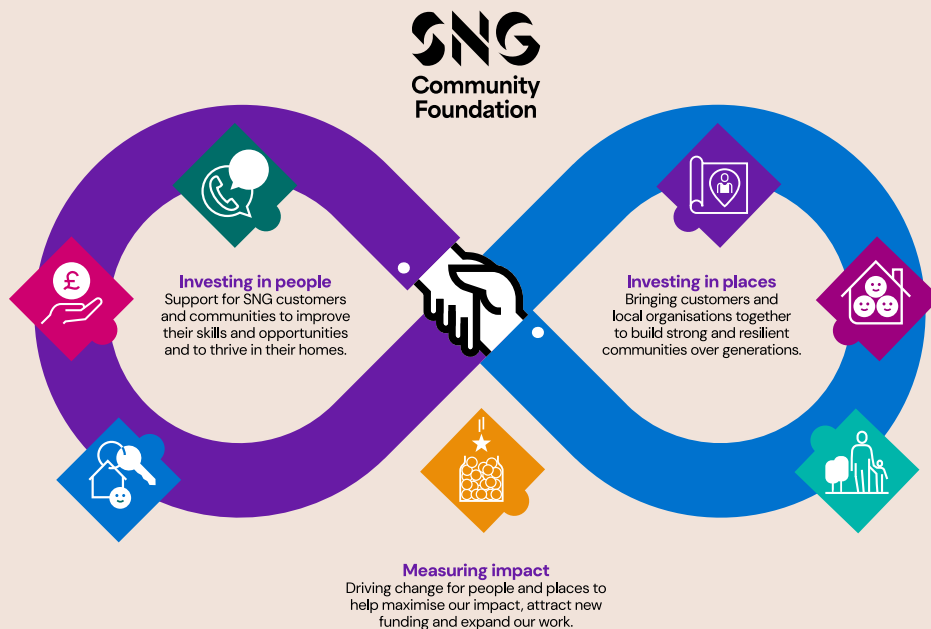 SNG
Community
Foundation
Investing in people
Support for SNG customers
and communities to improve
their skills and opportunities
and to thrive in their homes.
£
Investing in places
Bringing customers and
local organisations together
to build strong and resilient
communities over generations.
Measuring impact
Driving change for people and places to
help maximise our impact, attract new
funding and expand our work.